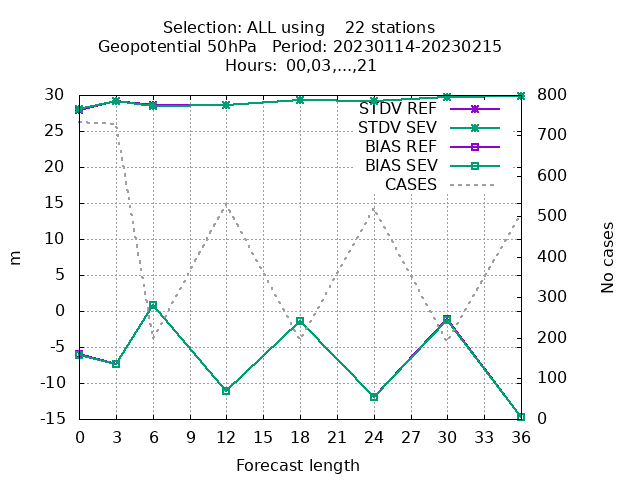 Selection: ALL using    22 stations
Geopotential 50hPa   Period: 20230114-20230215
Hours: 00,03,...,21
30
25
20
15
10
5
0
-5
-10
-15
m
STDV REF
STDV SEV
BIAS REF
BIAS SEV
CASES
800
700
600
500
400
300
200
100
0
No cases
0 3 6 9 12 15 18 21 24 27 30 33 36
Forecast length